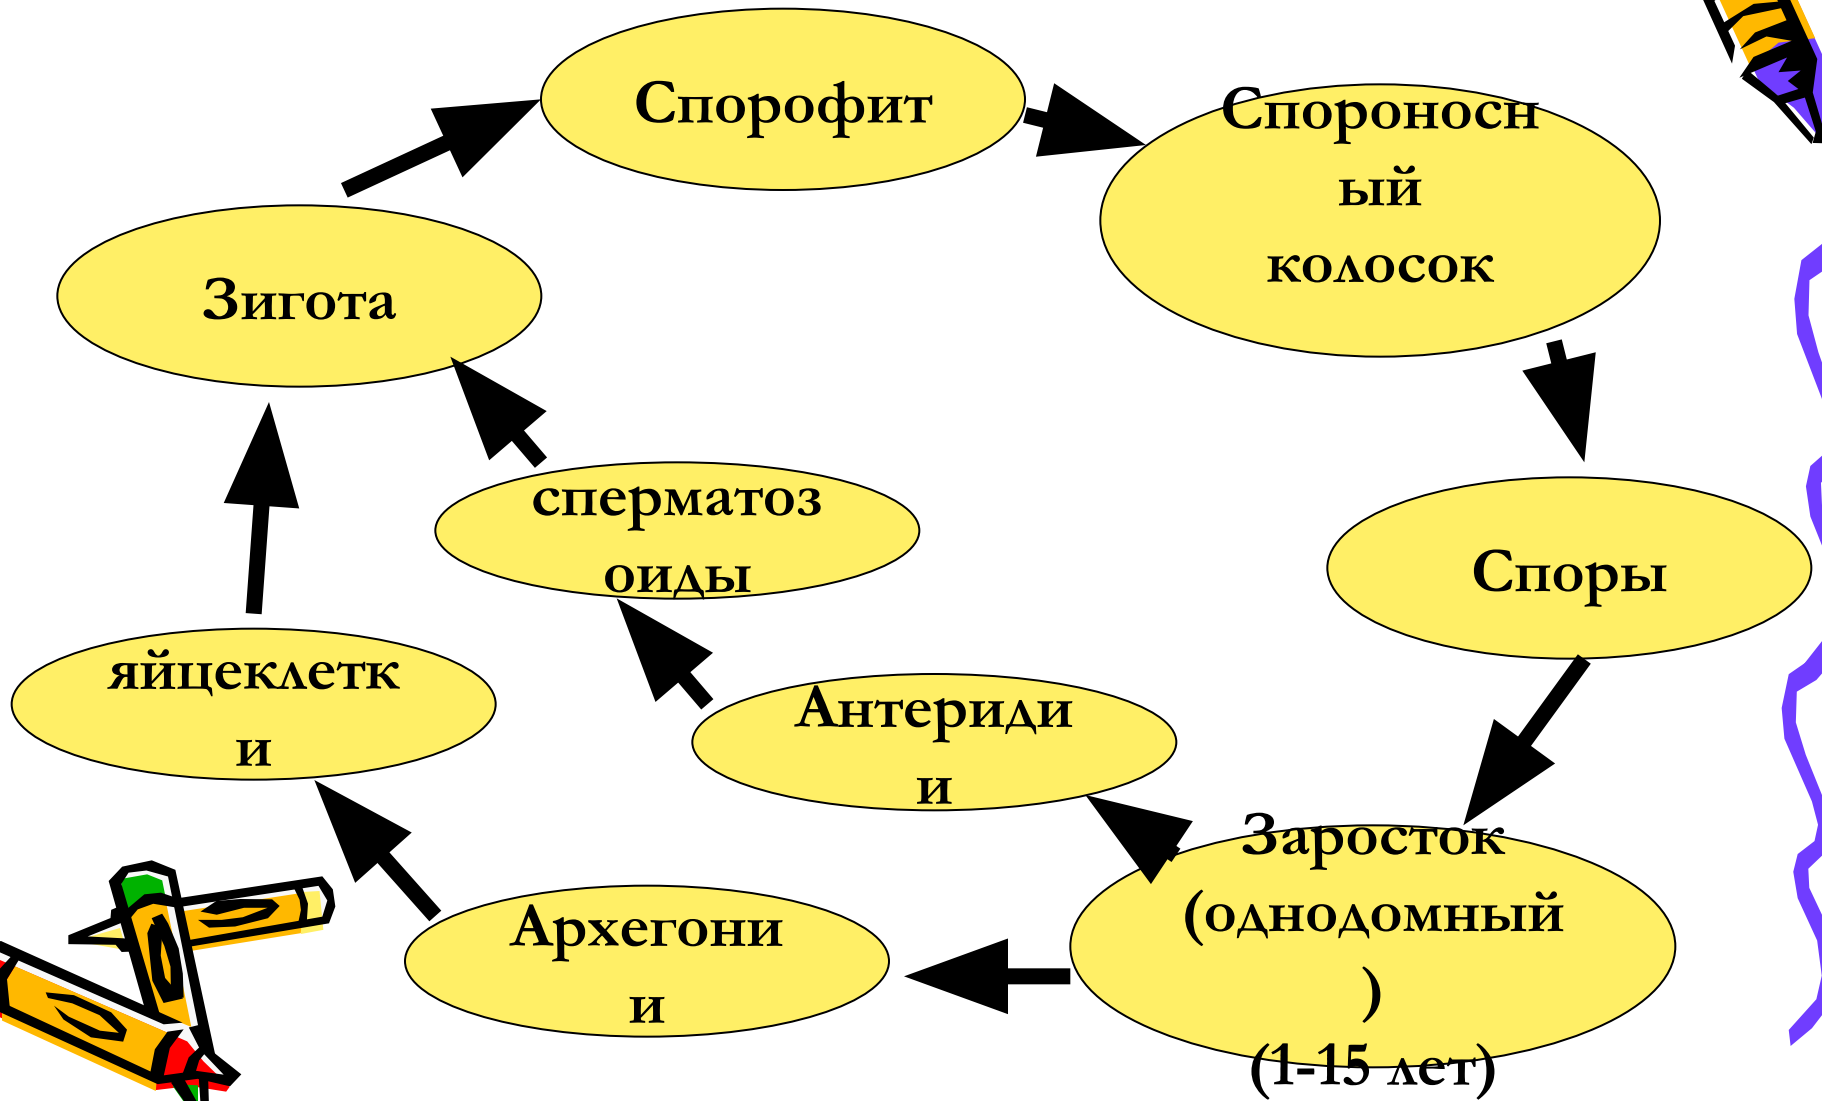 Спорофит
Спороносн
ый
колосок
Зигота
сперматоз
оиды
Споры
яйцеклетк
и
Антериди
и
Заросток
(однодомный
)
(1-15 лет)
Архегони
и